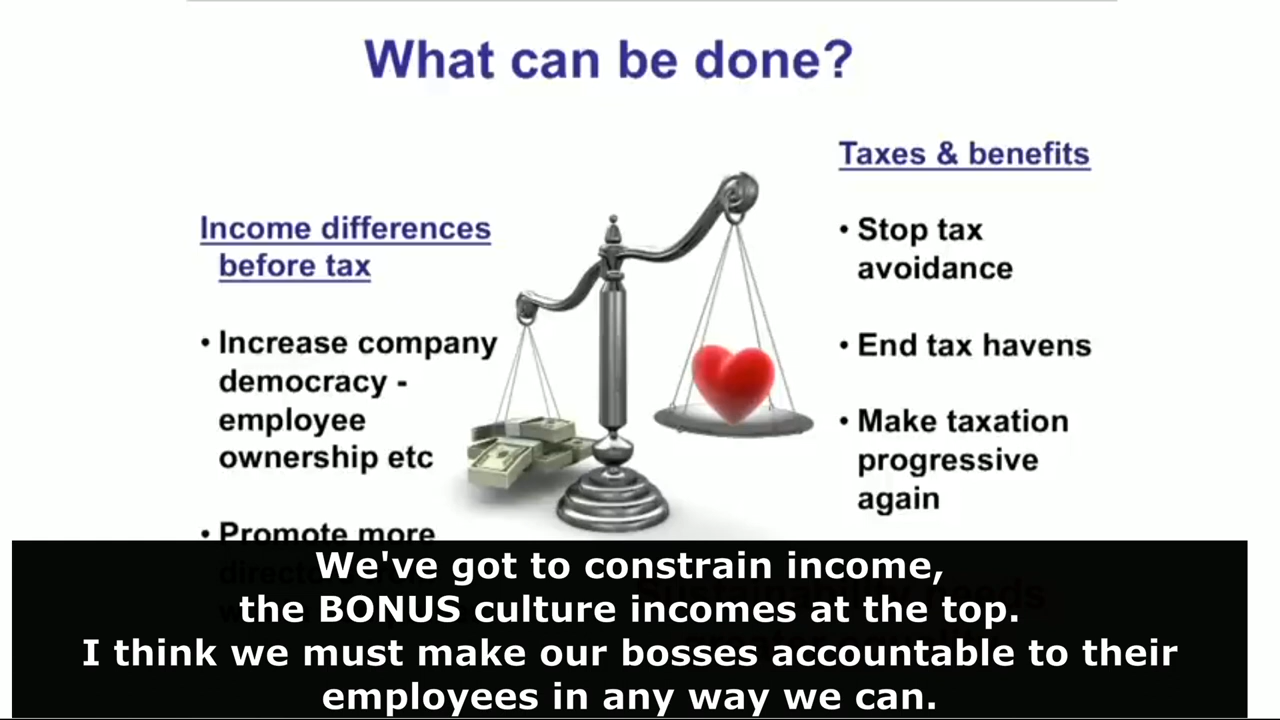 What can be done?
Income differences
before tax
• Increase company
democracy -
employee
ownership etc
• Promote more
Taxes & benefits
• Stop tax
avoidance
• End tax havens
• Make taxation
progressive
again
We've got to constrain income,
the BONUS culture incomes at the top.
I think we must make our bosses accountable to their
employees in any way we can.